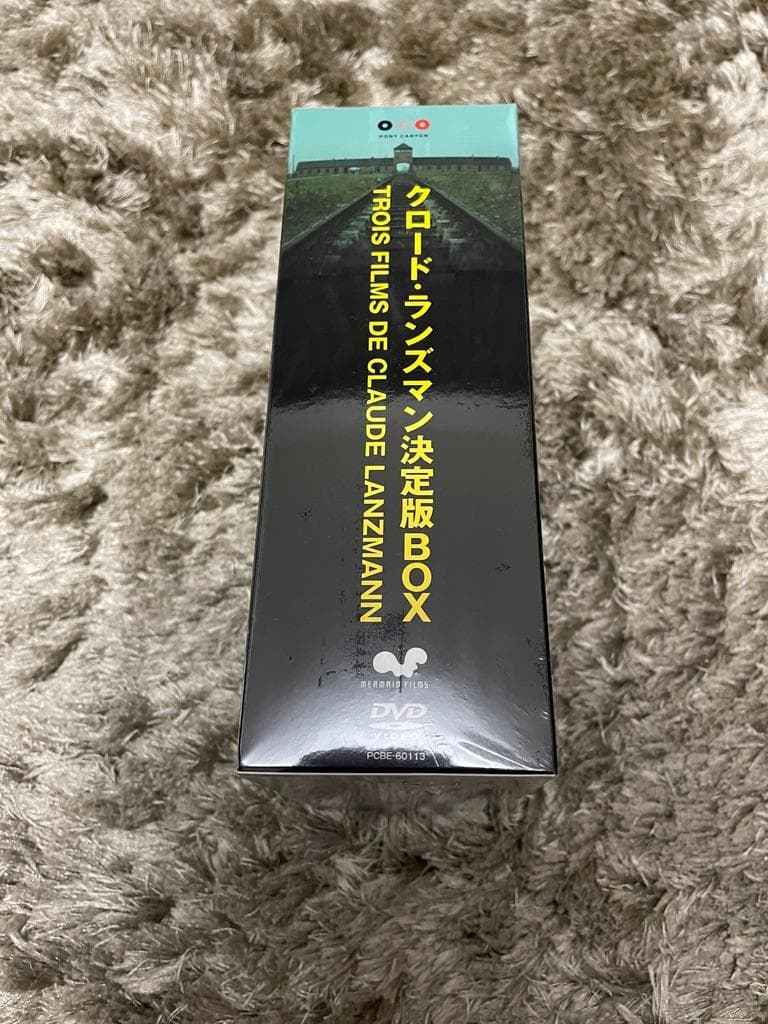 PONY CANYON
クロード・ランズマン決定版BOX
TROIS FILMS DE CLAUDE LANZMANN
MERMAID FILMS
DVD
VIDEO
PCBE-60113